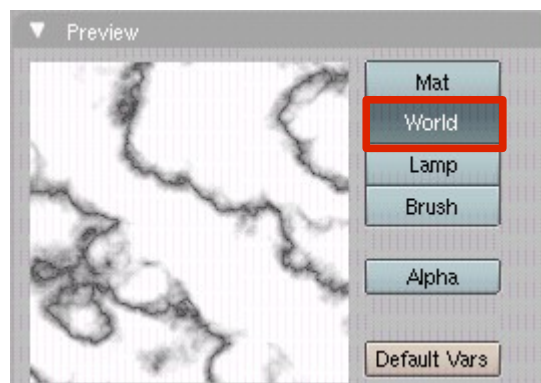 Preview
Mat
World
Lamp
Brush
Alpha
Default Vars